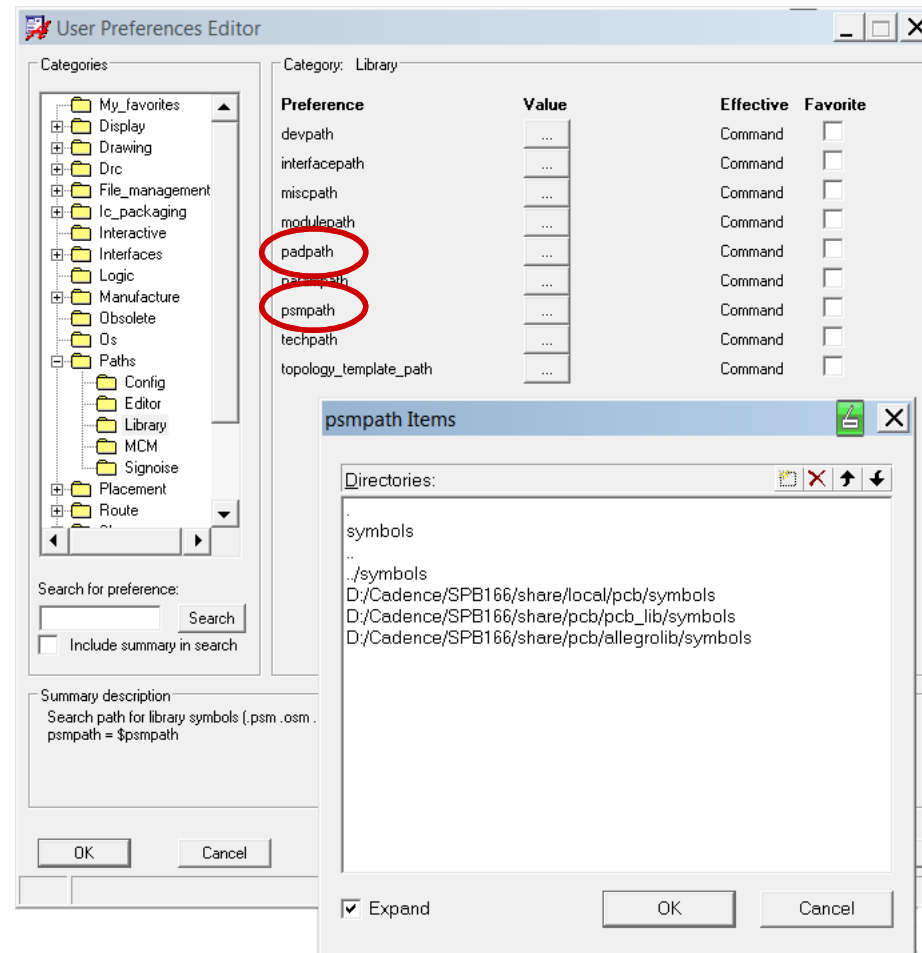 User Preferences Editor
Categories
My_favorites
Display
Drawing
Drc
File_management
Ic_packaging
Interactive
Interfaces
Logic
Manufacture
Obsolete
Os
Paths
Config
Editor
Library
MCM
Signoise
Placement
Route
Search for preference:
Search
Include summary in search
Category: Library
Preference Value Effective Favorite
devpath ... Command
interfacepath ... Command
miscpath ... Command
modulepath ... Command
padpath ... Command
parampath ... Command
psmpath ... Command
techpath ... Command
topology_template_path ... Command
Summary description
Search path for library symbols (.psm .osm .
psmpath = $psmpath
OK Cancel
psmpath Items
Directories:
.
symbols
..
../symbols
D:/Cadence/SPB166/share/local/pcb/symbols
D:/Cadence/SPB166/share/pcb/pcb_lib/symbols
D:/Cadence/SPB166/share/pcb/allegrolib/symbols
Expand OK Cancel